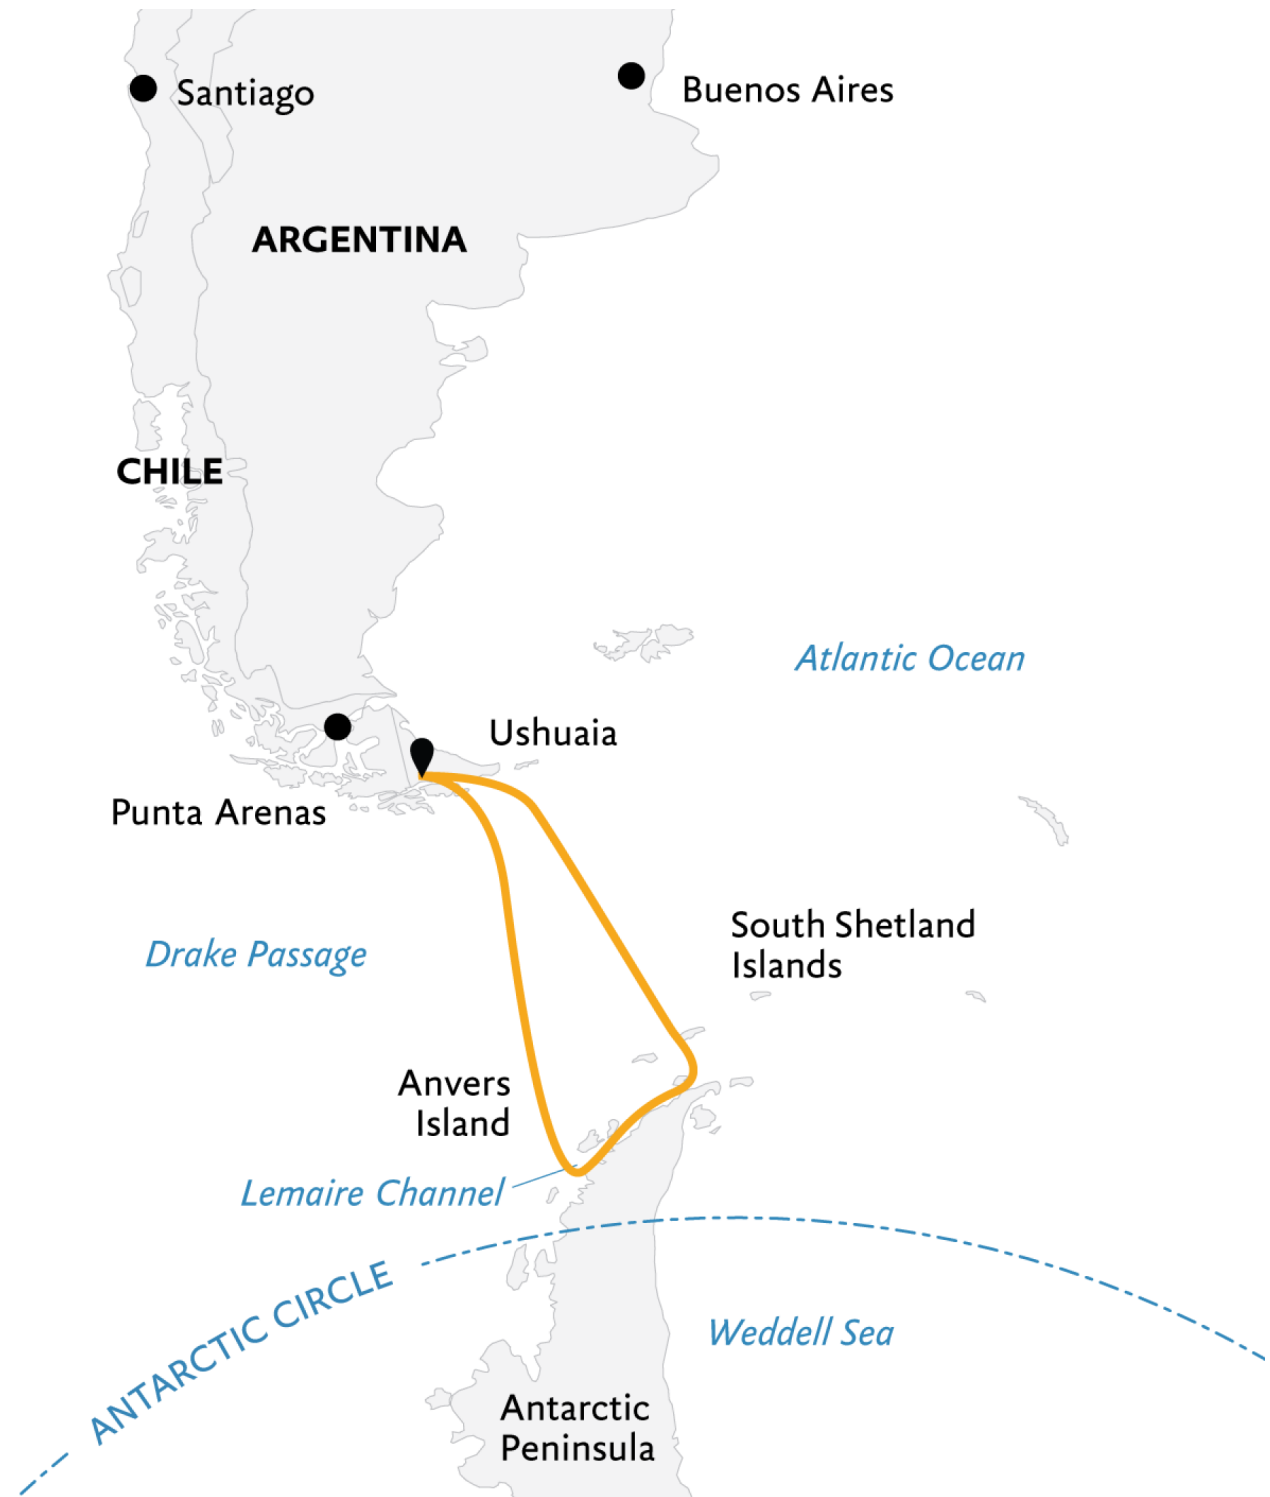 Santiago
Buenos Aires
ARGENTINA
CHILE
Atlantic Ocean
Ushuaia
Punta Arenas
South Shetland
Islands
Drake Passage
Anvers
Island
Lemaire Channel
ANTARCTIC CIRCLE
Weddell Sea
Antarctic
Peninsula